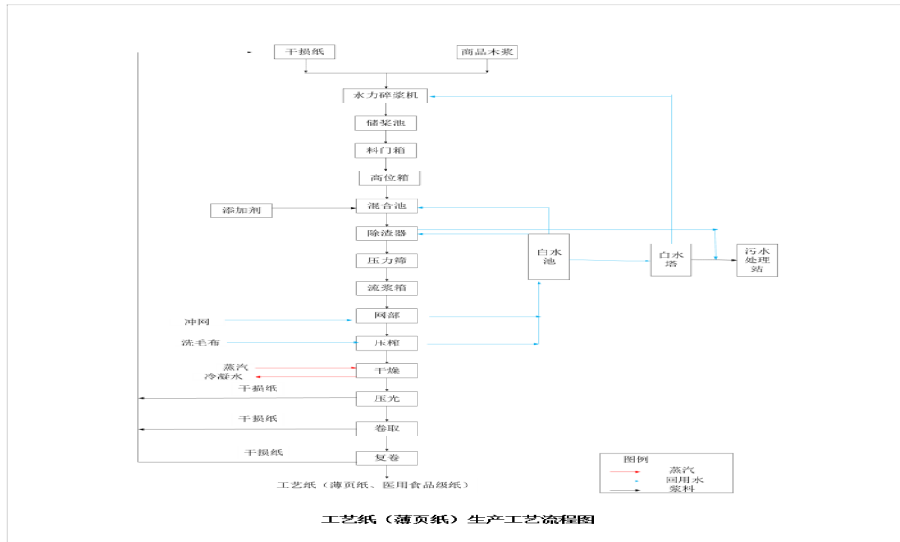 干损纸
商品木浆
水力碎浆机
储浆池
料门箱
高位箱
添加剂
混合池
除渣器
白水池
白水塔
污水处理站
压力筛
流浆箱
冲网
网部
洗毛布
压榨
蒸汽
冷凝水
干燥
干损纸
压光
干损纸
卷取
干损纸
复卷
工艺纸（薄页纸、医用食品级纸）
图例
蒸汽
回用水
浆料
工艺纸（薄页纸）生产工艺流程图